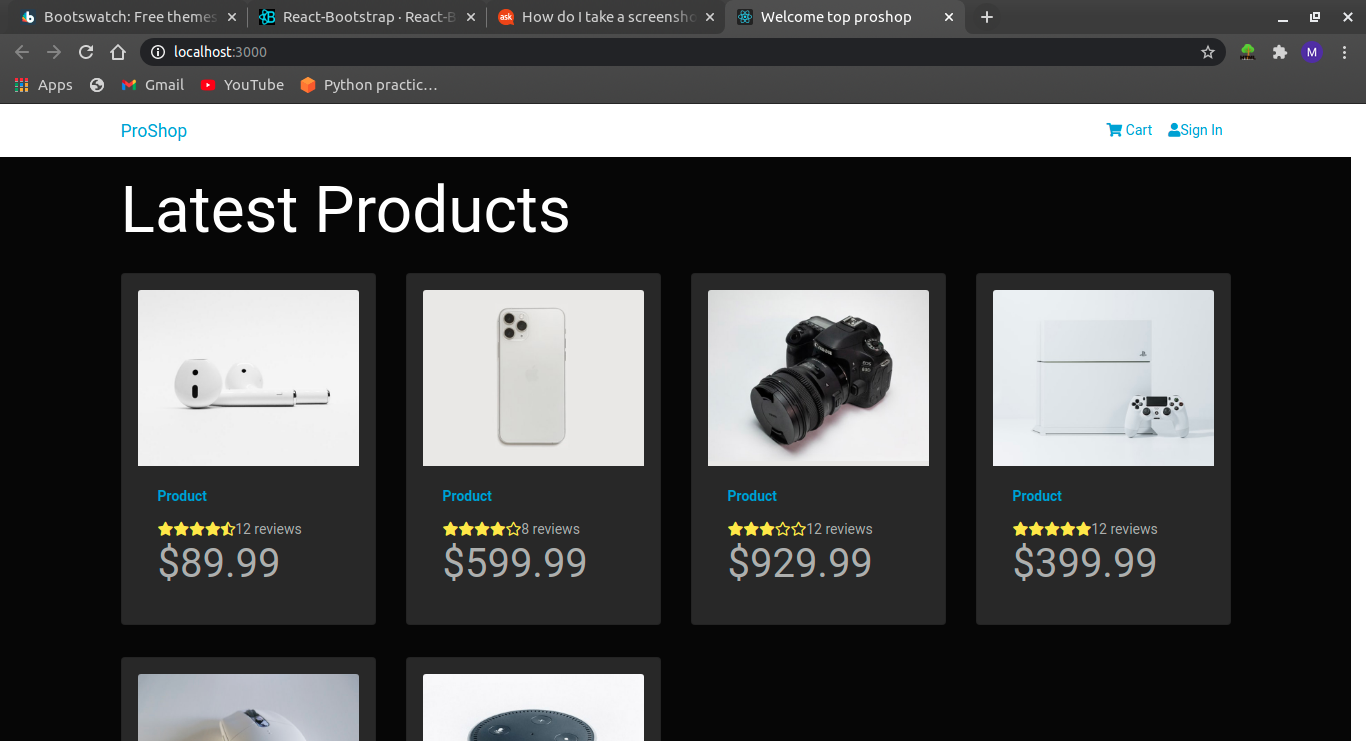 Bootswatch: Free themes
React-Bootstrap · React-B
ask
How do I take a screensho
Welcome top proshop
localhost:3000
M
Apps
Gmail
YouTube
Python practic…
ProShop
Cart
Sign In
Latest Products
Product
12 reviews
$89.99
Product
8 reviews
$599.99
Canon
Product
12 reviews
$929.99
Product
12 reviews
$399.99